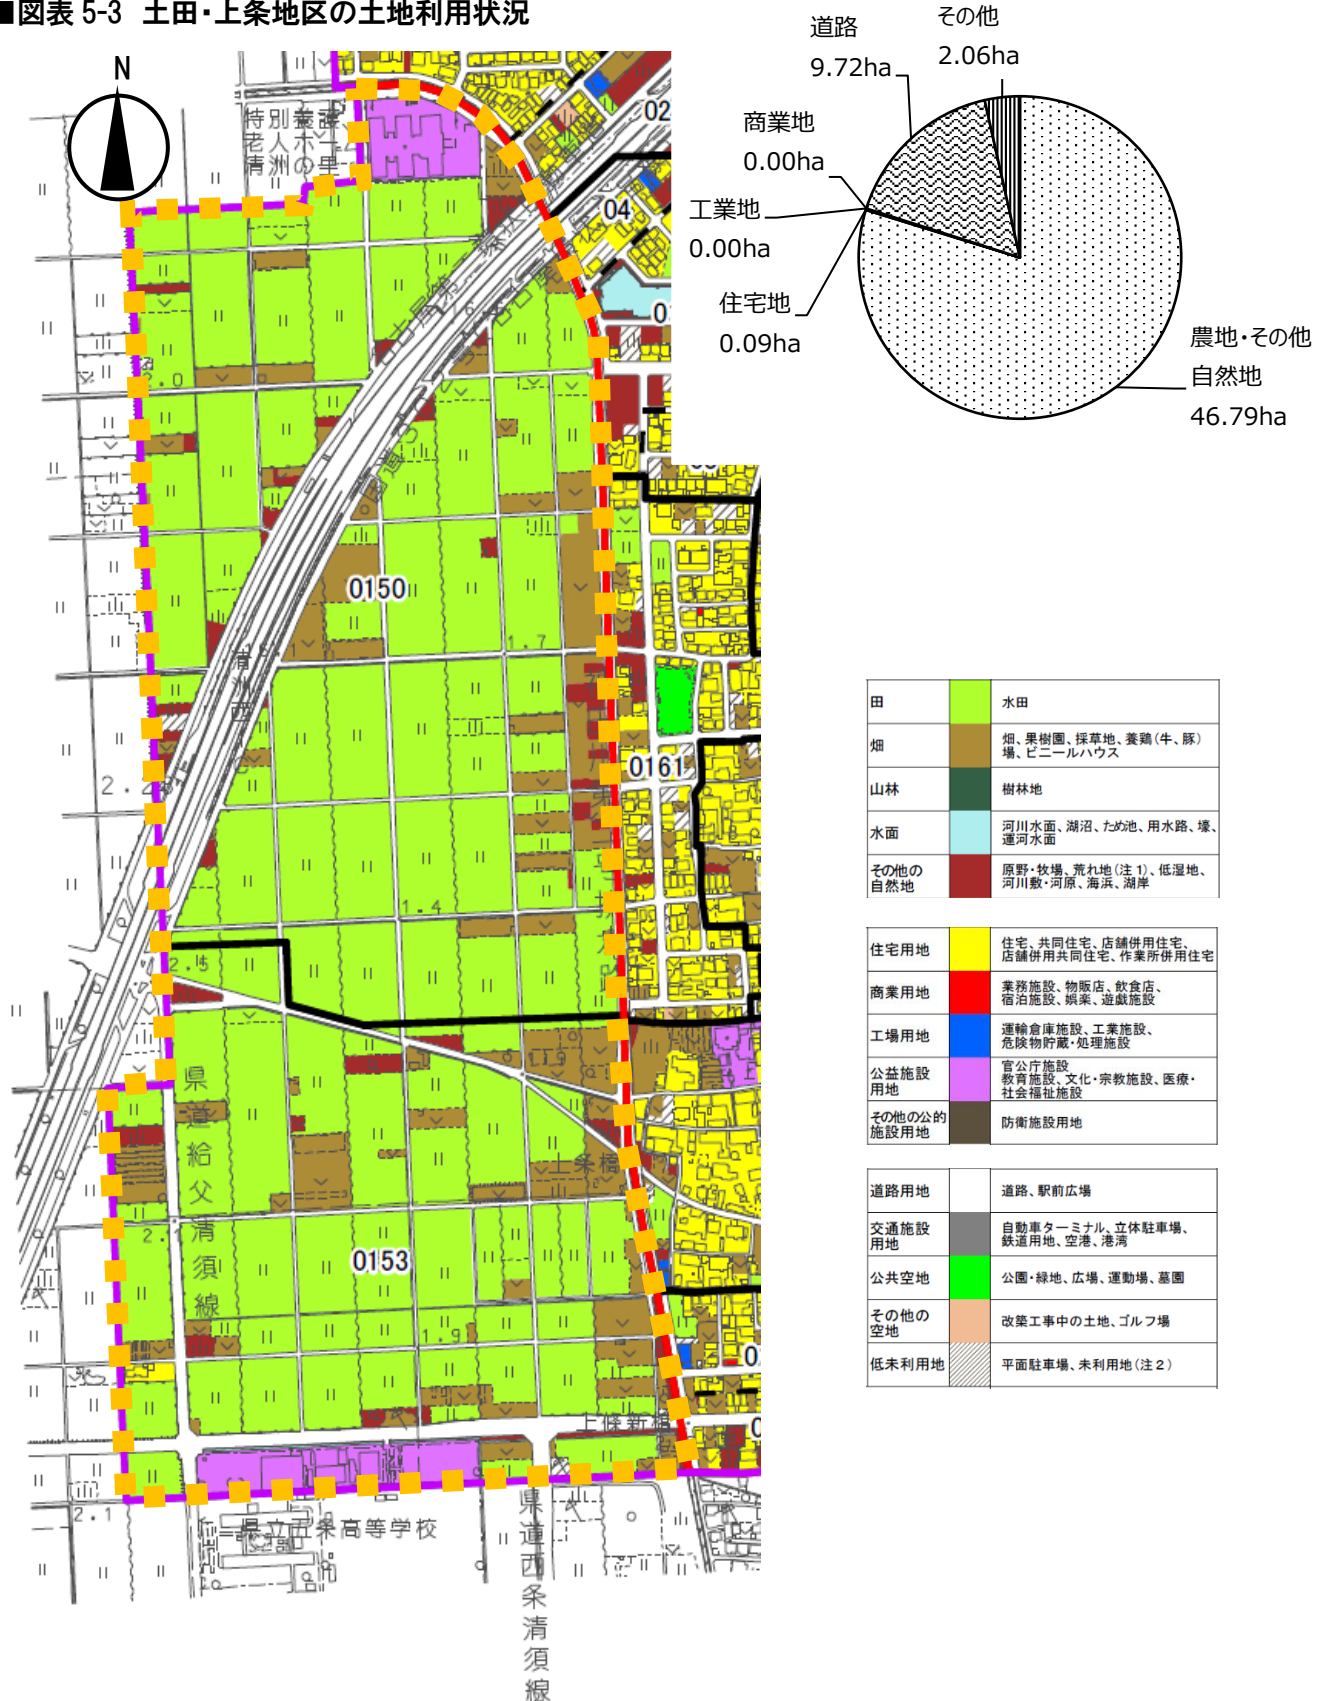 ■図表 5-3 土田・上条地区の土地利用状況
N
特別養護
老人ホーム
清洲の里
02
04
0150
1.7
0161
1.4
2.5
1.9
県道給父清須線
上条橋
0153
1.9
上條新橋
2.1
県立五条高等学校
県道西条清須線
道路
9.72ha
その他
2.06ha
商業地
0.00ha
工業地
0.00ha
住宅地
0.09ha
農地・その他
自然地
46.79ha
田 水田
畑 畑、果樹園、採草地、養鶏(牛、豚)
場、ビニールハウス
山林 樹林地
水面 河川水面、湖沼、ため池、用水路、壕、
運河水面
その他の
自然地
原野・牧場、荒れ地(注1)、低湿地、
河川敷・河原、海浜、湖岸
住宅用地 住宅、共同住宅、店舗併用住宅、
店舗併用共同住宅、作業所併用住宅
商業用地 業務施設、物販店、飲食店、
宿泊施設、娯楽、遊戯施設
工場用地 運輸倉庫施設、工業施設、
危険物貯蔵・処理施設
公益施設
用地
官公庁施設
教育施設、文化・宗教施設、医療・
社会福祉施設
その他の公的
施設用地
防衛施設用地
道路用地 道路、駅前広場
交通施設
用地
自動車ターミナル、立体駐車場、
鉄道用地、空港、港湾
公共空地 公園・緑地、広場、運動場、墓園
その他の
空地
改築工事中の土地、ゴルフ場
低未利用地 平面駐車場、未利用地(注2)